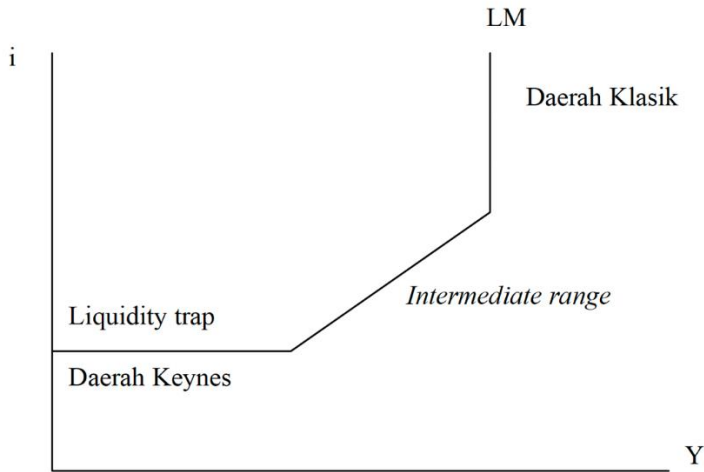 LM
i
Daerah Klasik
Intermediate range
Liquidity trap
Daerah Keynes
Y